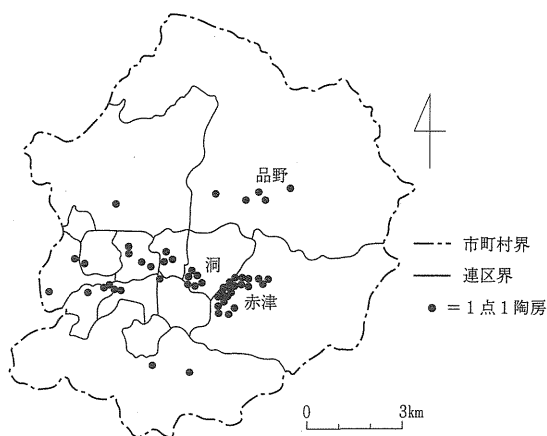 品野
洞
赤津
市町村界
連区界
＝1点1陶房
0 3km